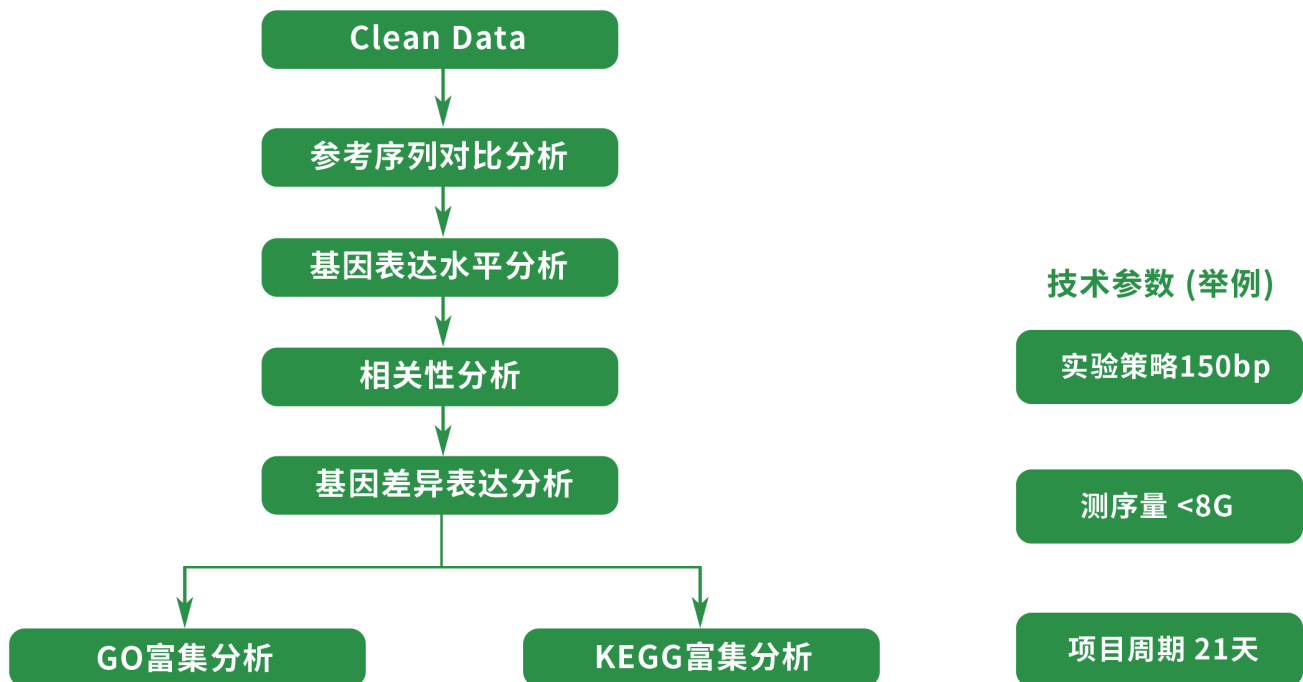 Clean Data
参考序列对比分析
基因表达水平分析
相关性分析
基因差异表达分析
GO富集分析
KEGG富集分析
技术参数 (举例)
实验策略150bp
测序量 <8G
项目周期 21天